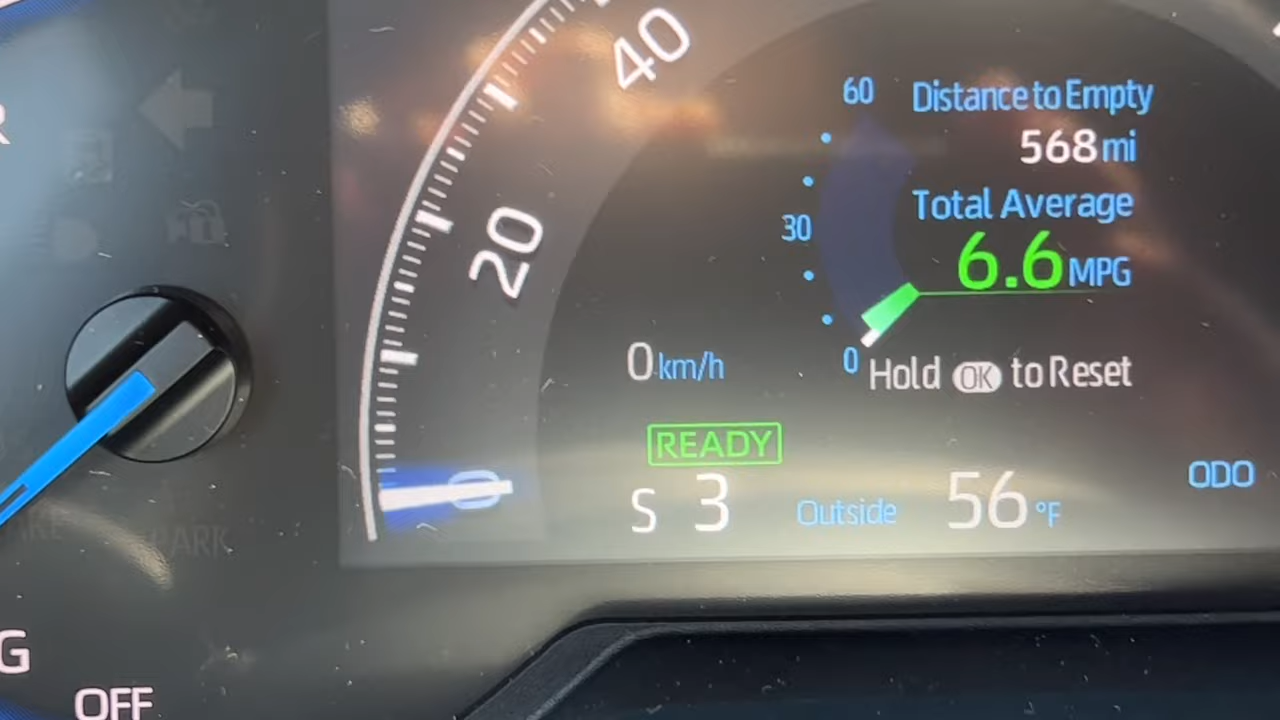 40
60
Distance to Empty
568 mi
Total Average
20
30
6.6 MPG
0 km/h
0
Hold OK to Reset
READY
ODO
0
S 3
Outside 56 °F
OFF